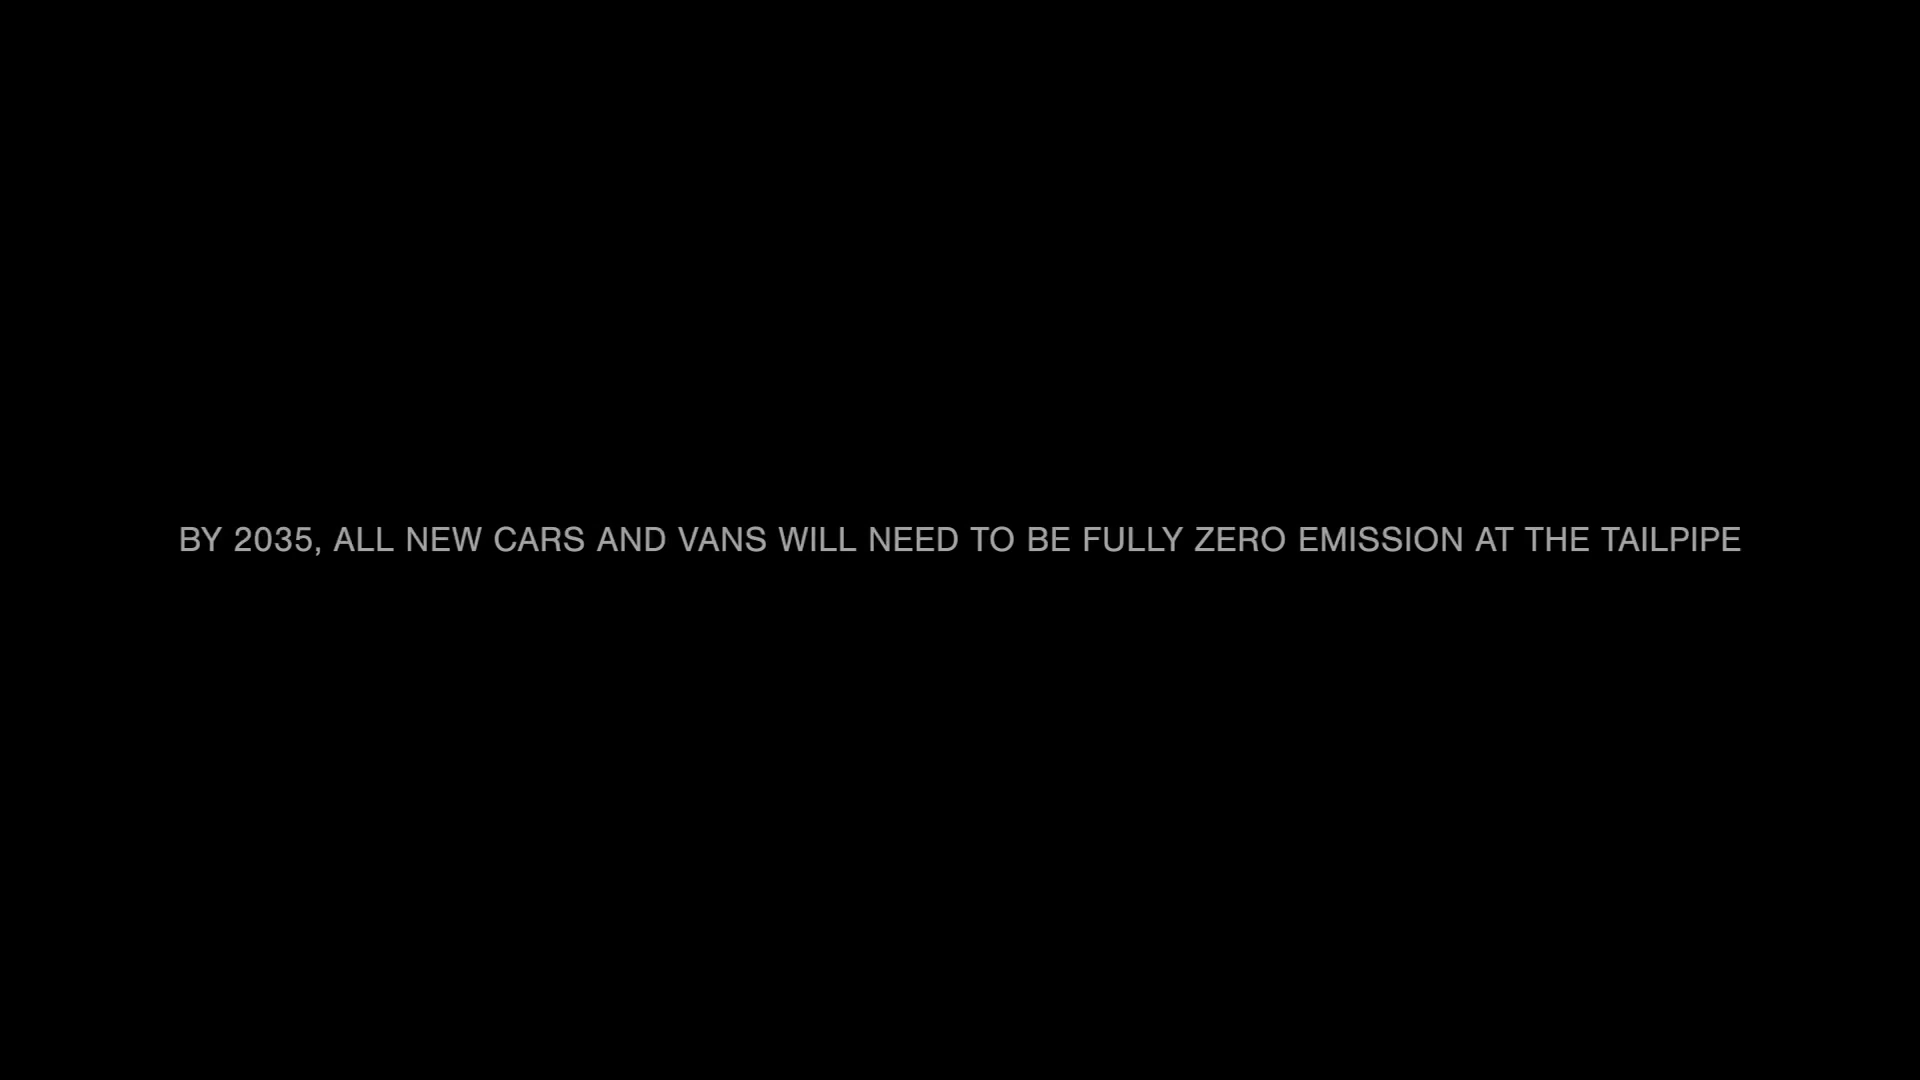 BY 2035, ALL NEW CARS AND VANS WILL NEED TO BE FULLY ZERO EMISSION AT THE TAILPIPE